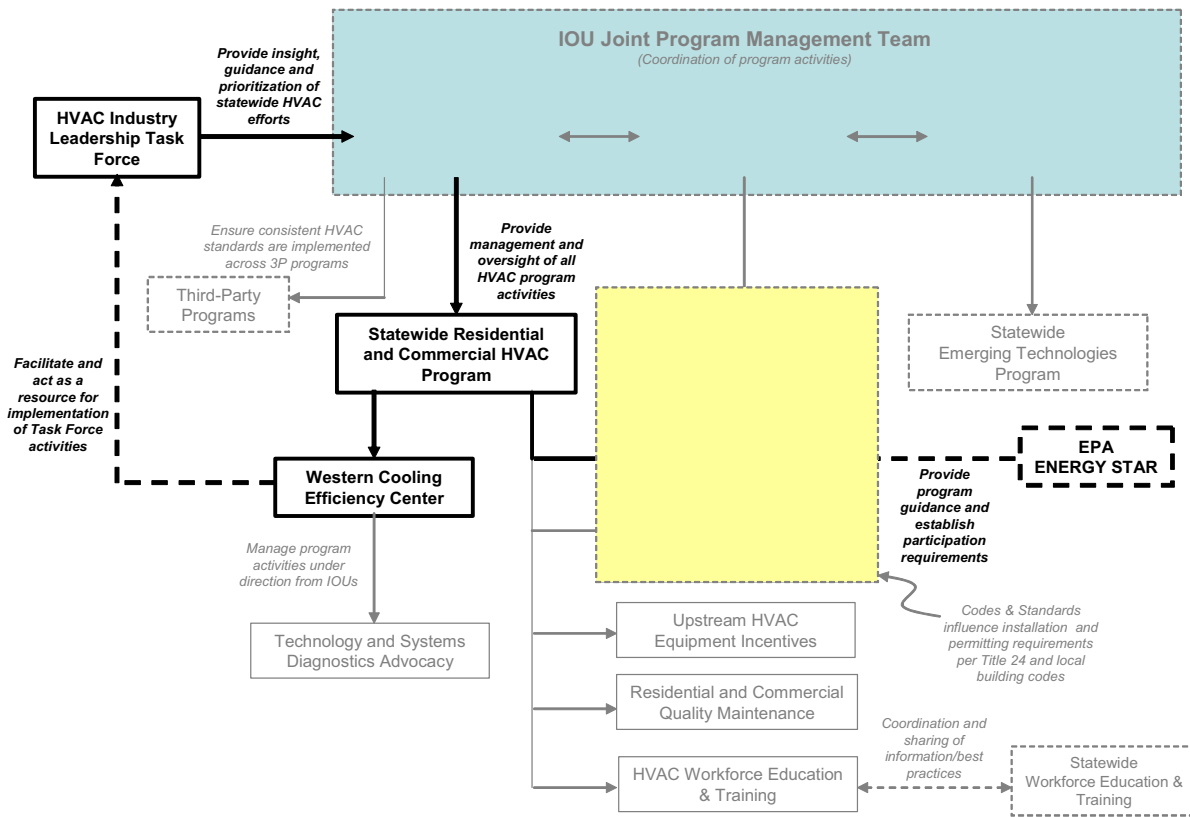 IOU Joint Program Management Team
(Coordination of program activities)
Provide insight,
guidance and
prioritization of
statewide HVAC
efforts
HVAC Industry
Leadership Task
Force
Ensure consistent HVAC
standards are implemented
across 3P programs
Provide
management and
oversight of all
HVAC program
activities
Third-Party
Programs
Statewide Residential
and Commercial HVAC
Program
Statewide
Emerging Technologies
Program
Facilitate and
act as a
resource for
implementation
of Task Force
activities
EPA
ENERGY STAR
Western Cooling
Efficiency Center
Provide
program
guidance and
establish
participation
requirements
Manage program
activities under
direction from IOUs
Technology and Systems
Diagnostics Advocacy
Upstream HVAC
Equipment Incentives
Codes & Standards
influence installation and
permitting requirements
per Title 24 and local
building codes
Residential and Commercial
Quality Maintenance
Coordination and
sharing of
information/best
practices
HVAC Workforce Education
& Training
Statewide
Workforce Education &
Training